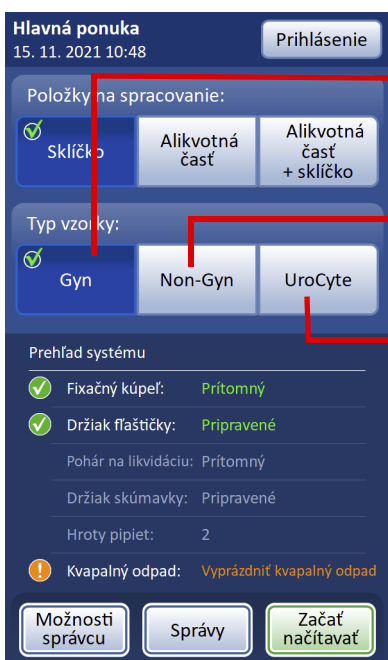 Hlavná ponuka
15. 11. 2021 10:48
Prihlásenie
Položky na spracovanie:
Sklíčko
Alikvotná
časť
Alikvotná
časť
+ sklíčko
Typ vzorky:
Gyn
Non-Gyn
UroCyte
Prehľad systému
Fixačný kúpeľ: Prítomný
Držiak fľaštičky: Pripravené
Pohár na likvidáciu: Prítomný
Držiak skúmavky: Pripravené
Hroty pipiet: 2
Kvapalný odpad: Vyprázdniť kvapalný odpad
Možnosti
správcu
Správy
Začať
načítavať